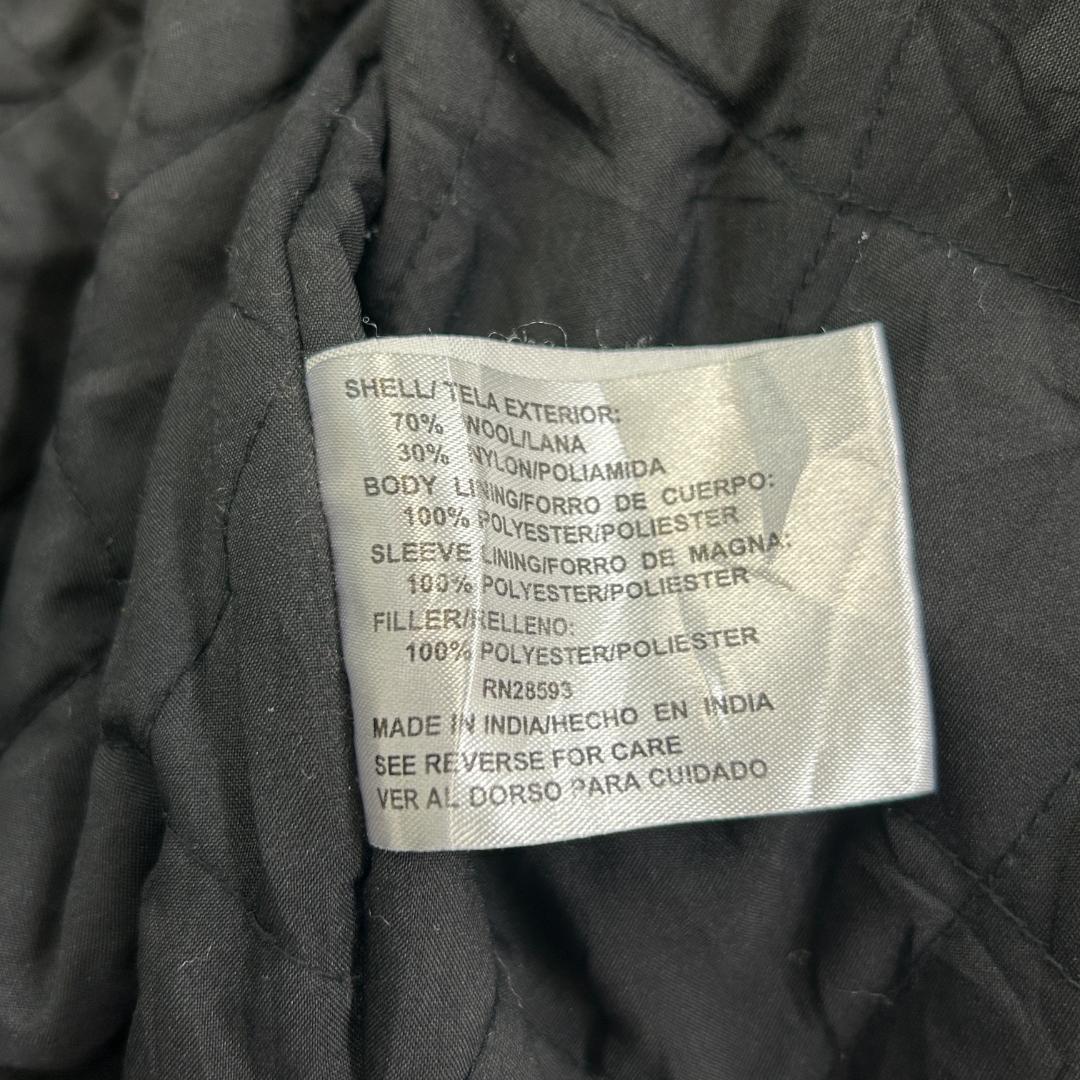 SHELL/ TELA EXTERIOR:
70% WOOL/LANA
30% NYLON/POLIAMIDA
BODY LINING/FORRO DE CUERPO:
100% POLYESTER/POLIESTER
SLEEVE LINING/FORRO DE MAGNA:
100% POLYESTER/POLIESTER
FILLER/RELLENO:
100% POLYESTER/POLIESTER
RN28593
MADE IN INDIA/HECHO EN INDIA
SEE REVERSE FOR CARE
VER AL DORSO PARA CUIDADO